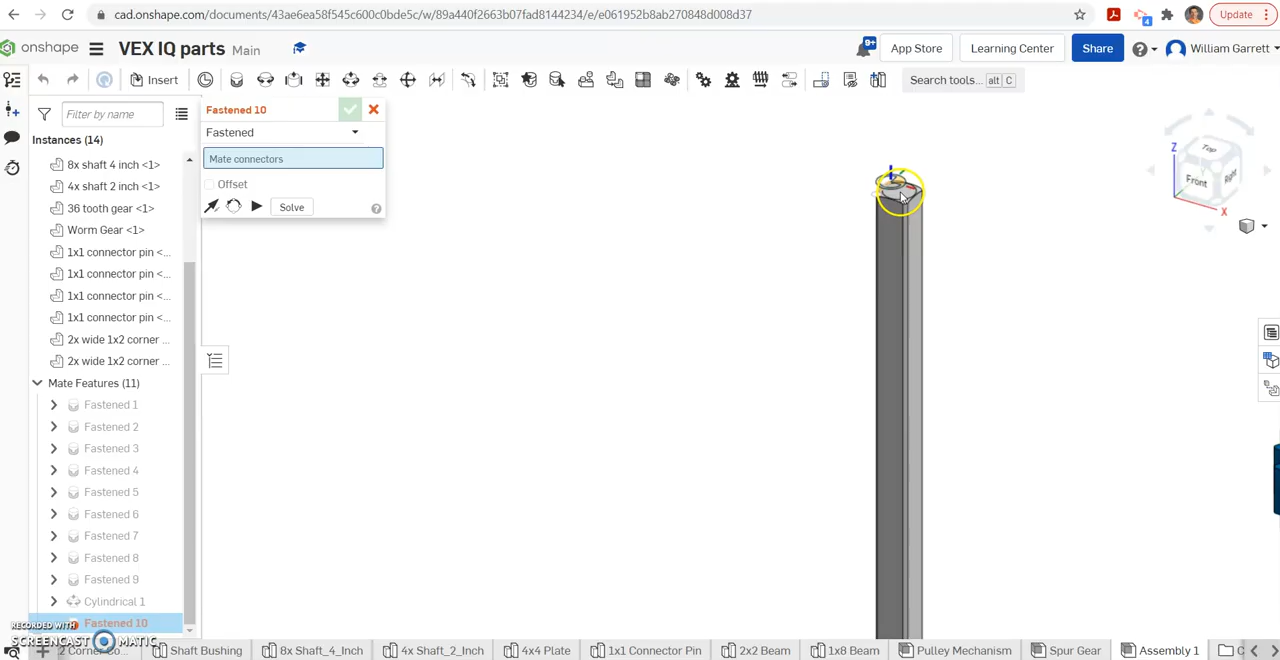 cad.onshape.com/documents/43ae6ea58f545c600c0bde5c/w/89a440f2663b07fad8144234/e/e061952b8ab270848d008d37
4
Update
onshape
VEX IQ parts Main
9+
App Store
Learning Center
Share
William Garrett
Insert
Search tools... alt C
Filter by name
Instances (14)
8x shaft 4 inch <1>
4x shaft 2 inch <1>
36 tooth gear <1>
Worm Gear <1>
1x1 connector pin <...
1x1 connector pin <...
1x1 connector pin <...
1x1 connector pin <...
2x wide 1x2 corner ...
2x wide 1x2 corner ...
Mate Features (11)
Fastened 1
Fastened 2
Fastened 3
Fastened 4
Fastened 5
Fastened 6
Fastened 7
Fastened 8
Fastened 9
Cylindrical 1
Fastened 10
Fastened 10
Fastened
Mate connectors
Offset
Solve
Top
Front
Right
Z
X
RECORDED WITH
SCREENCAST MATIC
Shaft Bushing
8x Shaft_4_Inch
4x Shaft_2_Inch
4x4 Plate
1x1 Connector Pin
2x2 Beam
1x8 Beam
Pulley Mechanism
Spur Gear
Assembly 1